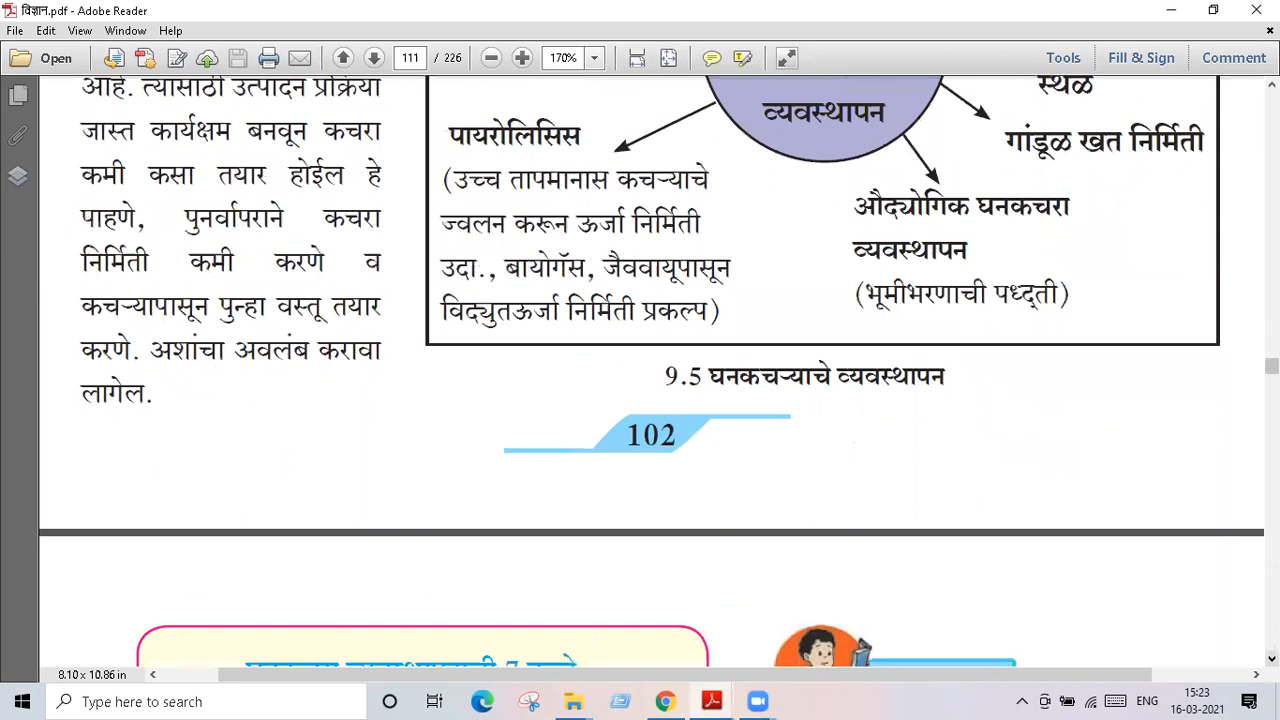 विज्ञान.pdf - Adobe Reader
File Edit View Window Help
Open 111 / 226 170% Tools Fill & Sign Comment
आहे. त्यासाठी उत्पादन प्रक्रिया
जास्त कार्यक्षम बनवून कचरा
कमी कसा तयार होईल हे
पाहणे, पुनर्वापराने कचरा
निर्मिती कमी करणे व
कचऱ्यापासून पुन्हा वस्तू तयार
करणे. अशांचा अवलंब करावा
लागेल.
व्यवस्थापन
पायरोलिसिस
(उच्च तापमानास कचऱ्याचे
ज्वलन करून ऊर्जा निर्मिती
उदा., बायोगॅस, जैववायूपासून
विद्युतऊर्जा निर्मिती प्रकल्प)
स्थळ
गांडूळ खत निर्मिती
औद्योगिक घनकचरा
व्यवस्थापन
(भूमीभरणाची पध्द्ती)
9.5 घनकचऱ्याचे व्यवस्थापन
102
8.10 x 10.86 in
Type here to search
ENG
15:23
16-03-2021